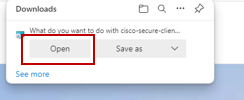 Downloads
What do you want to do with cisco-secure-clien...
Open
Save as
See more